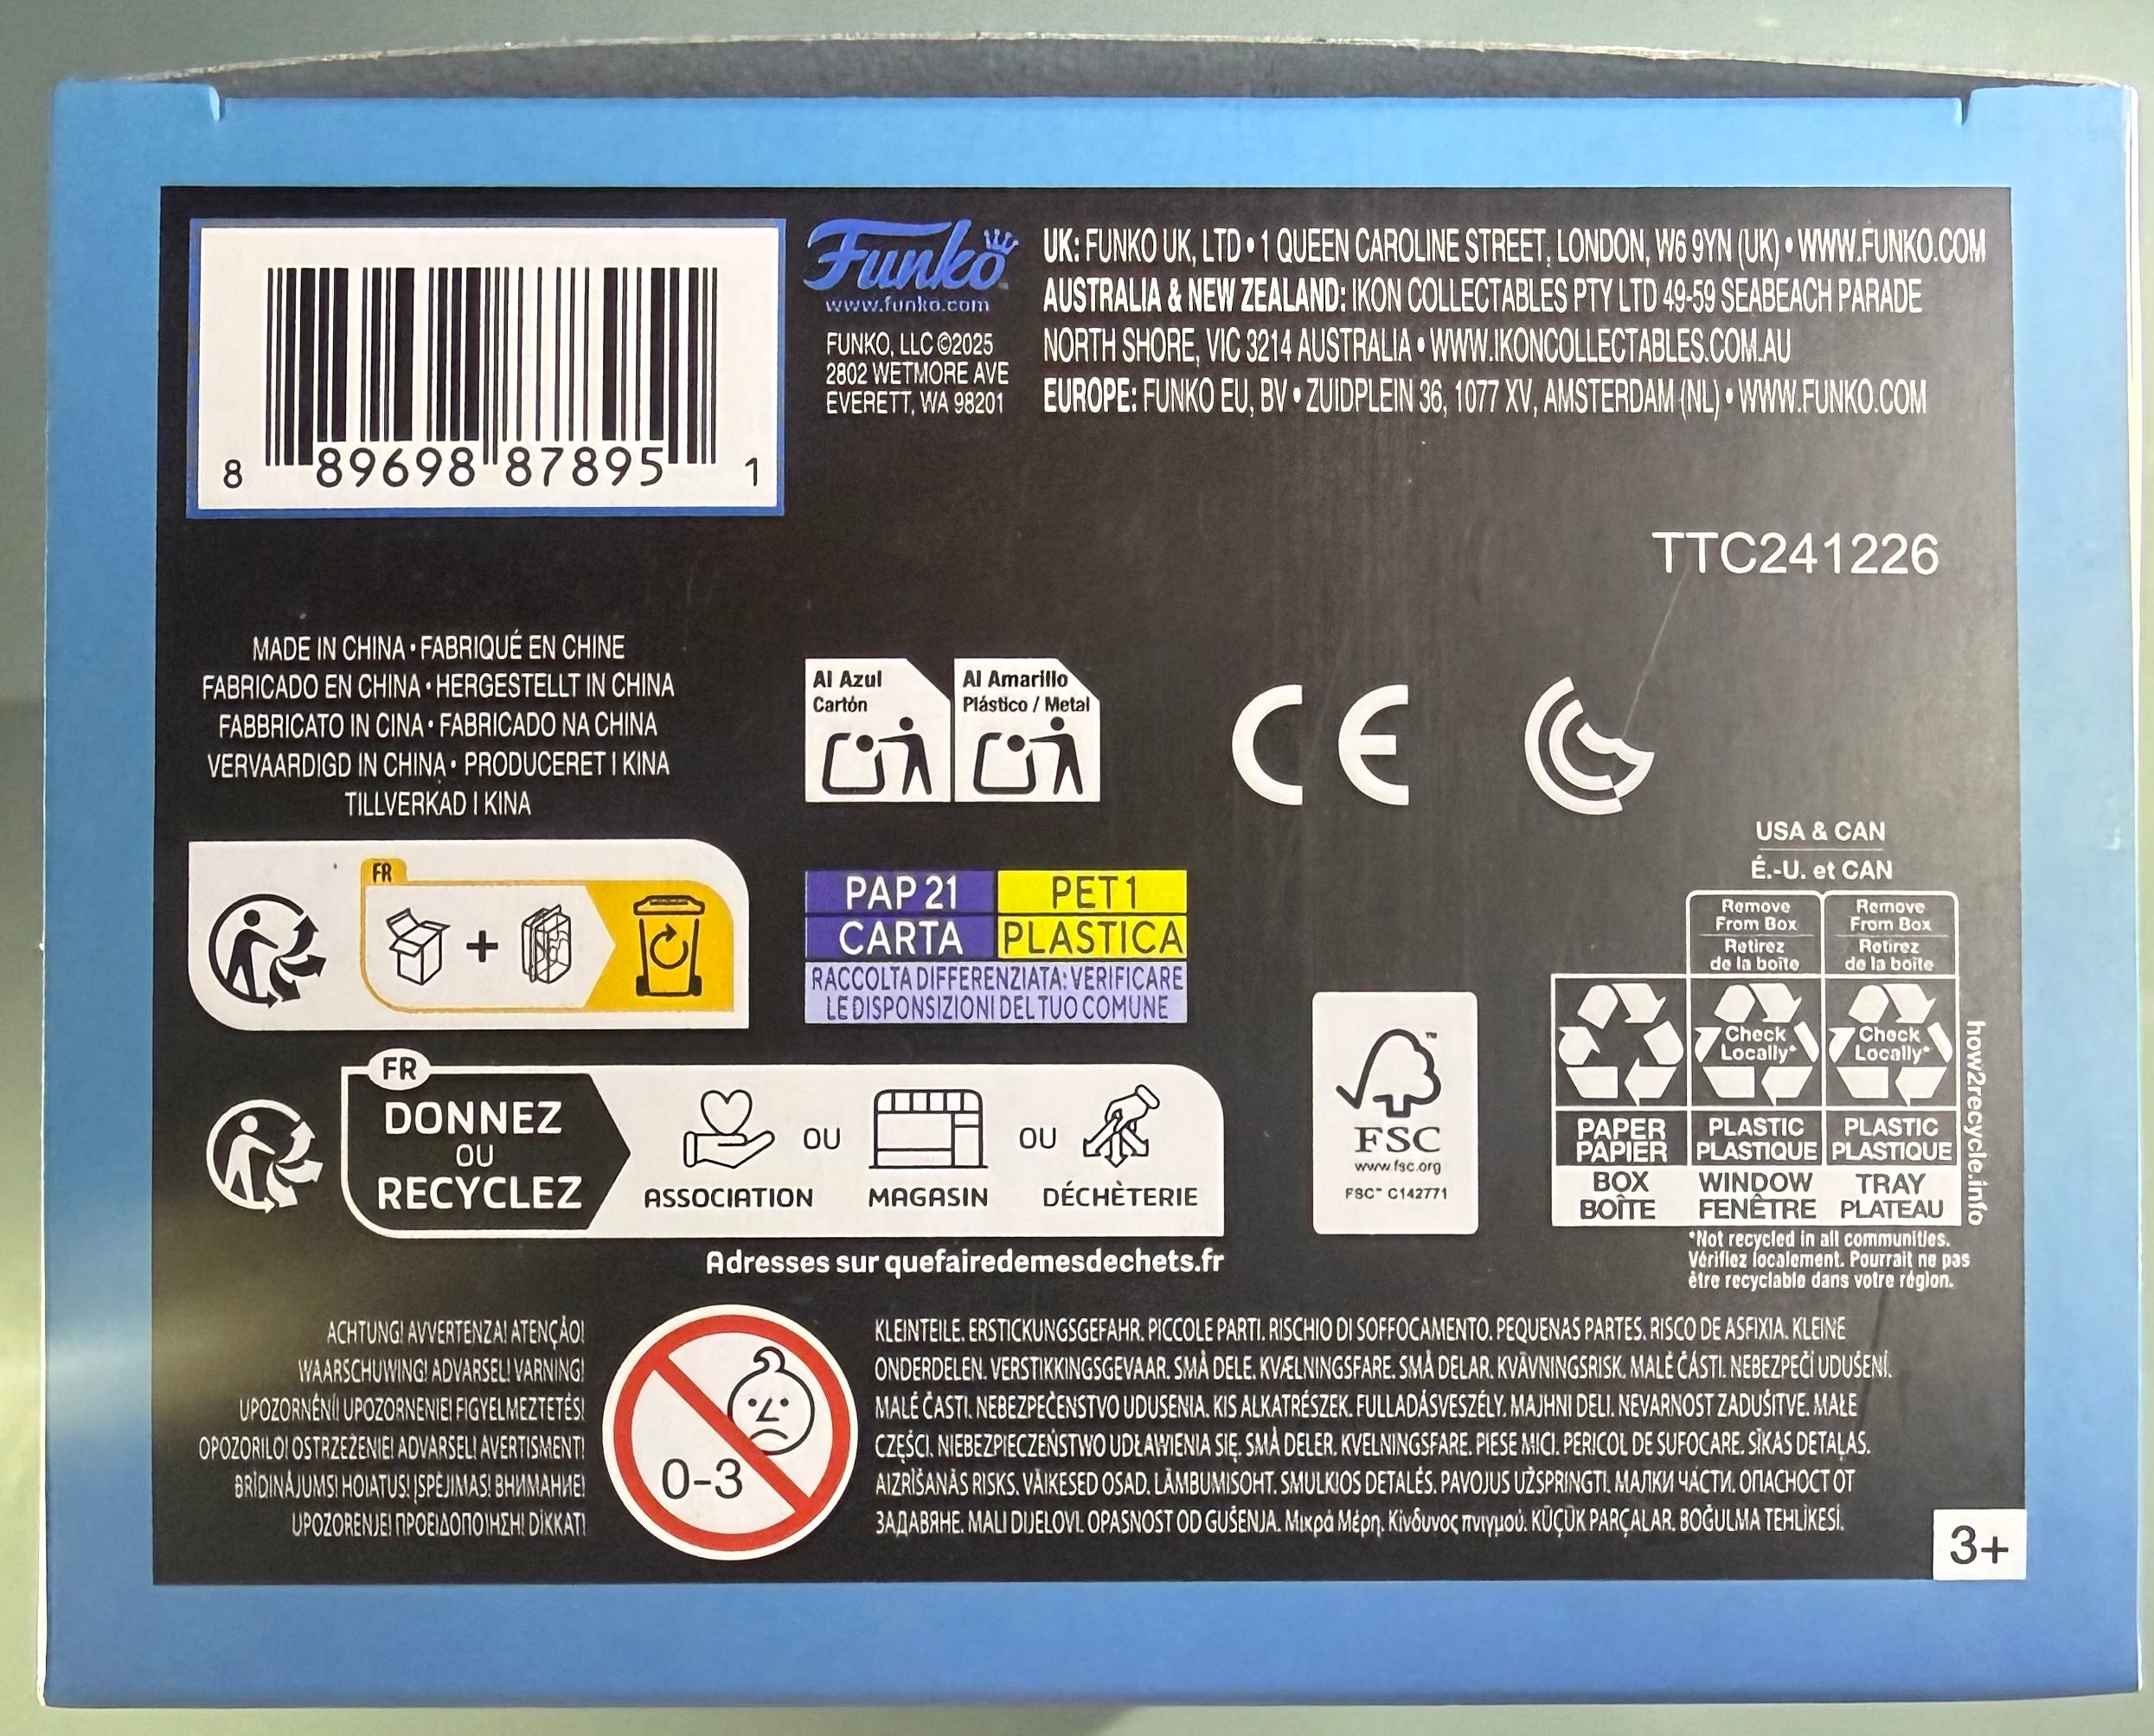 8 89698 87895 1
Funko
www.funko.com
FUNKO, LLC ©2025
2802 WETMORE AVE
EVERETT, WA 98201
UK: FUNKO UK, LTD • 1 QUEEN CAROLINE STREET, LONDON, W6 9YN (UK) • WWW.FUNKO.COM
AUSTRALIA & NEW ZEALAND: IKON COLLECTABLES PTY LTD 49-59 SEABEACH PARADE
NORTH SHORE, VIC 3214 AUSTRALIA • WWW.IKONCOLLECTABLES.COM.AU
EUROPE: FUNKO EU, BV • ZUIDPLEIN 36, 1077 XV, AMSTERDAM (NL) • WWW.FUNKO.COM
TTC241226
MADE IN CHINA • FABRIQUÉ EN CHINE
FABRICADO EN CHINA • HERGESTELLT IN CHINA
FABBRICATO IN CINA • FABRICADO NA CHINA
VERVAARDIGD IN CHINA • PRODUCERET I KINA
TILLVERKAD I KINA
Al Azul
Cartón
Al Amarillo
Plástico / Metal
CE
FR
+
PAP 21
CARTA
PET 1
PLASTICA
RACCOLTA DIFFERENZIATA: VERIFICARE
LE DISPONSIZIONI DEL TUO COMUNE
USA & CAN
É.-U. et CAN
Remove
From Box
Retirez
de la boîte
Remove
From Box
Retirez
de la boîte
Check
Locally*
Check
Locally*
PAPER
PAPIER
PLASTIC
PLASTIQUE
PLASTIC
PLASTIQUE
BOX
BOÎTE
WINDOW
FENÊTRE
TRAY
PLATEAU
how2recycle.info
*Not recycled in all communities.
Vérifiez localement. Pourrait ne pas
être recyclable dans votre région.
FSC
www.fsc.org
FSC™ C142771
FR
DONNEZ
OU
RECYCLEZ
ASSOCIATION
OU
MAGASIN
OU
DÉCHÈTERIE
Adresses sur quefairedemesdechets.fr
ACHTUNG! AVVERTENZA! ATENÇÃO!
WAARSCHUWING! ADVARSEL! VARNING!
UPOZORNĚNÍ! UPOZORNENIE! FIGYELMEZTETÉS!
OPOZORILO! OSTRZEŻENIE! ADVARSEL! AVERTISMENT!
BRĪDINĀJUMS! HOIATUS! ĮSPĖJIMAS! ВНИМАНИЕ!
UPOZORENJE! ΠΡΟΕΙΔΟΠΟΙΗΣΗ! DİKKAT!
0-3
KLEINTEILE. ERSTICKUNGSGEFAHR. PICCOLE PARTI. RISCHIO DI SOFFOCAMENTO. PEQUENAS PARTES. RISCO DE ASFIXIA. KLEINE
ONDERDELEN. VERSTIKKINGSGEVAAR. SMÅ DELE. KVÆLNINGSFARE. SMÅ DELAR. KVÄVNINGSRISK. MALÉ ČÁSTI. NEBEZPEČÍ UDUŠENÍ.
MALÉ ČASTI. NEBEZPEČENSTVO UDUSENIA. KIS ALKATRÉSZEK. FULLADÁSVESZÉLY. MAJHNI DELI. NEVARNOST ZADUŠITVE. MAŁE
CZĘŚCI. NIEBEZPIECZEŃSTWO UDŁAWIENIA SIĘ. SMÅ DELER. KVELNINGSFARE. PIESE MICI. PERICOL DE SUFOCARE. SĪKAS DETAĻAS.
AIZRĪŠANĀS RISKS. VÄIKESED OSAD. LÄMBUMISOHT. SMULKIOS DETALĖS. PAVOJUS UŽSPRINGTI. МАЛКИ ЧАСТИ. ОПАСНОСТ ОТ
ЗАДАВЯНЕ. MALI DIJELOVI. OPASNOST OD GUŠENJA. Μικρά Μέρη. Κίνδυνος πνιγμού. KÜÇÜK PARÇALAR. BOĞULMA TEHLİKESİ.
3+